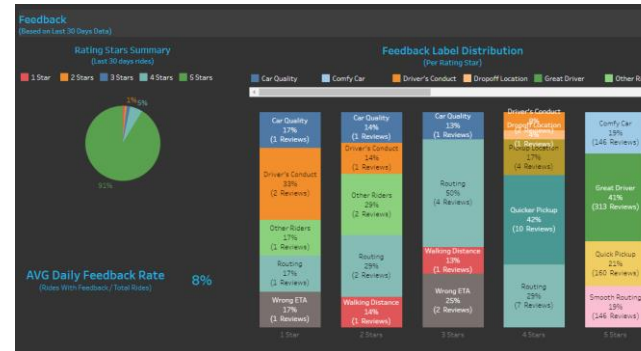 Feedback
(Based on Last 30 Days Data)
Rating Stars Summary
(Last 30 days rides)
1 Star 2 Stars 3 Stars 4 Stars 5 Stars
1% 6%
91%
AVG Daily Feedback Rate 8%
(Rides With Feedback / Total Rides)
Feedback Label Distribution
(Per Rating Star)
Car Quality Comfy Car Driver's Conduct Dropoff Location Great Driver Other R
Car Quality
17%
(1 Reviews)
Driver's Conduct
33%
(2 Reviews)
Other Riders
17%
(1 Reviews)
Routing
17%
(1 Reviews)
Wrong ETA
17%
(1 Reviews)
1 Star
Car Quality
14%
(1 Reviews)
Driver's Conduct
14%
(1 Reviews)
Other Riders
29%
(2 Reviews)
Routing
29%
(2 Reviews)
Walking Distance
14%
(1 Reviews)
2 Stars
Car Quality
13%
(1 Reviews)
Routing
50%
(4 Reviews)
Walking Distance
13%
(1 Reviews)
Wrong ETA
25%
(2 Reviews)
3 Stars
Driver's Conduct
8%
Dropoff Location
4%
(1 Reviews)
Pickup Location
17%
(4 Reviews)
Quicker Pickup
42%
(10 Reviews)
Routing
29%
(7 Reviews)
4 Stars
Comfy Car
19%
(146 Reviews)
Great Driver
41%
(313 Reviews)
Quick Pickup
21%
(160 Reviews)
Smooth Routing
19%
(146 Reviews)
5 Stars